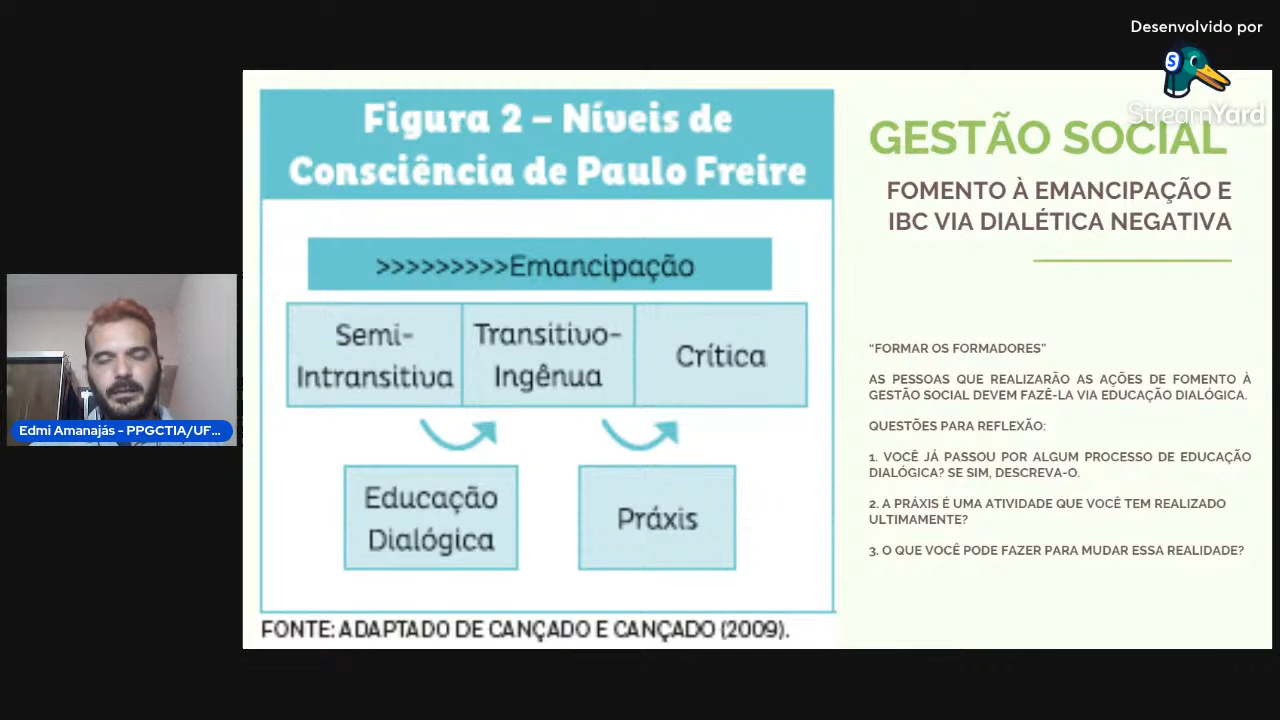 Desenvolvido por
StreamYard
Figura 2 – Níveis de
Consciência de Paulo Freire
>>>>>>>>>Emancipação
Semi-
Intransitiva
Transitivo-
Ingênua
Crítica
Educação
Dialógica
Práxis
FONTE: ADAPTADO DE CANÇADO E CANÇADO (2009).
GESTÃO SOCIAL
FOMENTO À EMANCIPAÇÃO E
IBC VIA DIALÉTICA NEGATIVA
“FORMAR OS FORMADORES”
AS PESSOAS QUE REALIZARÃO AS AÇÕES DE FOMENTO À
GESTÃO SOCIAL DEVEM FAZÊ-LA VIA EDUCAÇÃO DIALÓGICA.
QUESTÕES PARA REFLEXÃO:
1. VOCÊ JÁ PASSOU POR ALGUM PROCESSO DE EDUCAÇÃO
DIALÓGICA? SE SIM, DESCREVA-O.
2. A PRÁXIS É UMA ATIVIDADE QUE VOCÊ TEM REALIZADO
ULTIMAMENTE?
3. O QUE VOCÊ PODE FAZER PARA MUDAR ESSA REALIDADE?
Edmi Amanajás - PPGCTIA/UF...